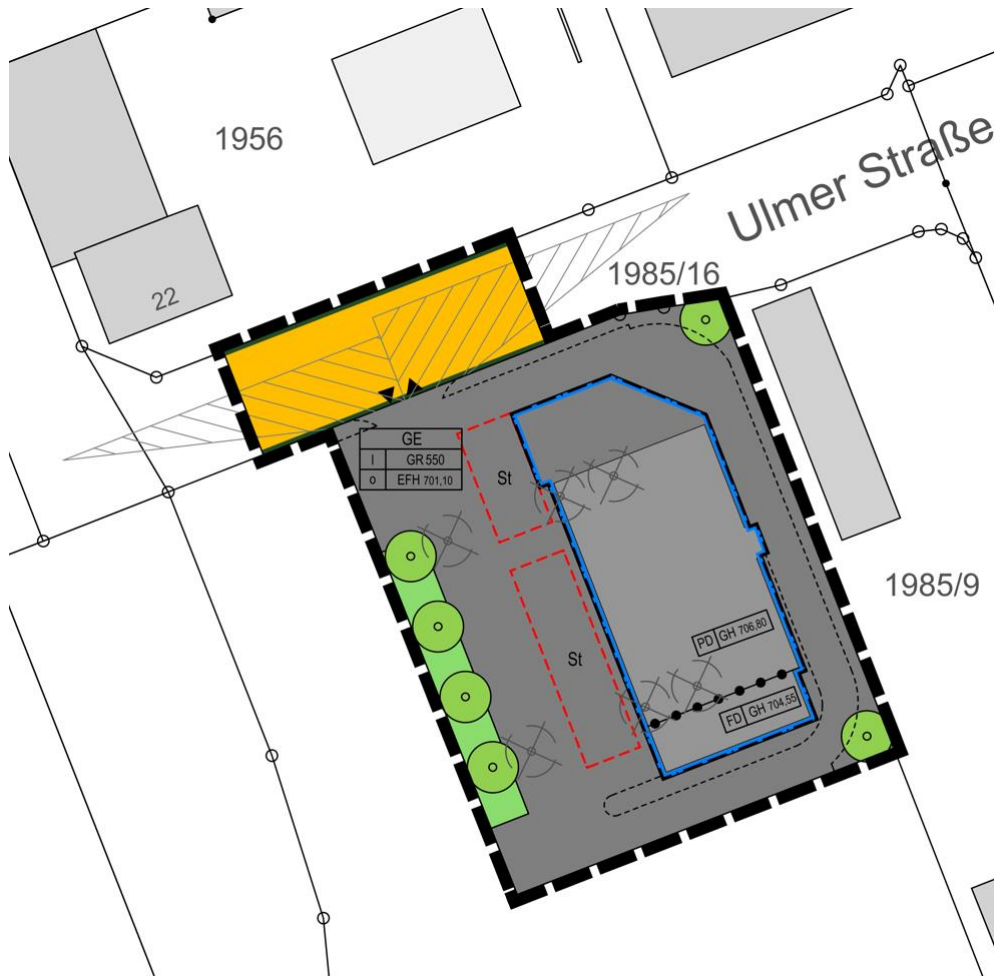 1956
Ulmer Straße
1985/16
22
GE
I GR 550
o EFH 701,10
St
1985/9
St
PD GH 706,80
FD GH 704,55